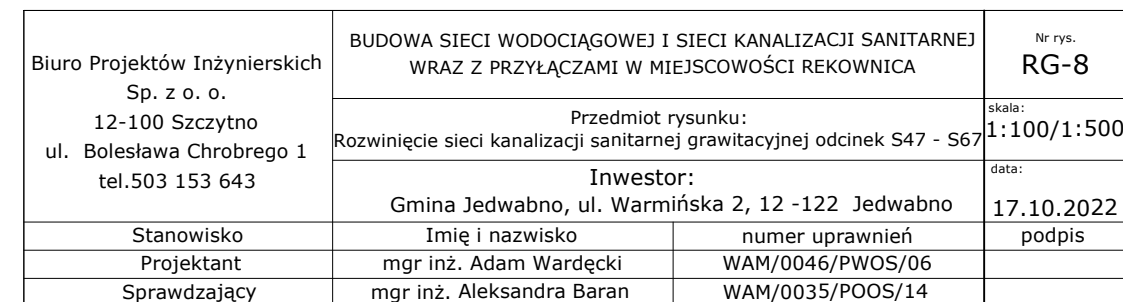 Biuro Projektów Inżynierskich
Sp. z o. o.
12-100 Szczytno
ul. Bolesława Chrobrego 1
tel.503 153 643
BUDOWA SIECI WODOCIĄGOWEJ I SIECI KANALIZACJI SANITARNEJ
WRAZ Z PRZYŁĄCZAMI W MIEJSCOWOŚCI REKOWNICA
Nr rys.
RG-8
Przedmiot rysunku:
Rozwinięcie sieci kanalizacji sanitarnej grawitacyjnej odcinek S47 - S67
skala:
1:100/1:500
Inwestor:
Gmina Jedwabno, ul. Warmińska 2, 12 -122 Jedwabno
data:
17.10.2022
Stanowisko Imię i nazwisko numer uprawnień podpis
Projektant mgr inż. Adam Wardęcki WAM/0046/PWOS/06
Sprawdzający mgr inż. Aleksandra Baran WAM/0035/POOS/14